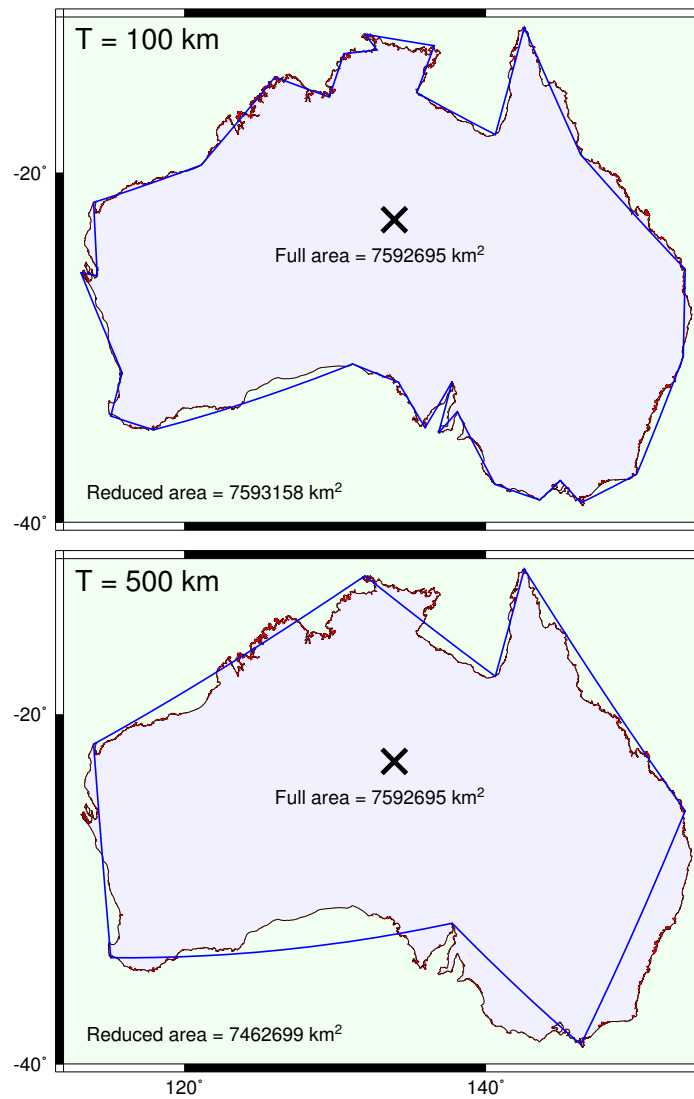 T = 100 km
-20˚
Full area = 7592695 km²
Reduced area = 7593158 km²
-40˚
T = 500 km
-20˚
Full area = 7592695 km²
Reduced area = 7462699 km²
-40˚
120˚ 140˚